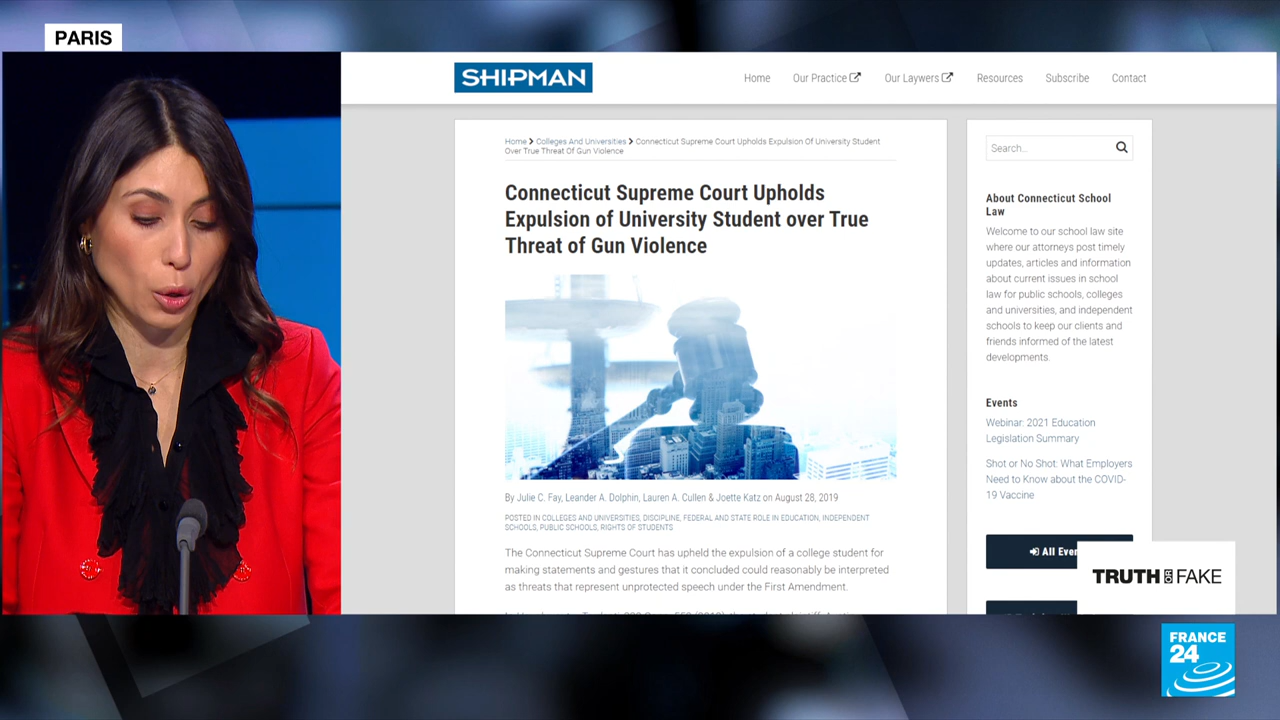 PARIS
SHIPMAN
Home
Our Practice
Our Laywers
Resources
Subscribe
Contact
Home > Colleges And Universities > Connecticut Supreme Court Upholds Expulsion Of University Student
Over True Threat Of Gun Violence
Connecticut Supreme Court Upholds
Expulsion of University Student over True
Threat of Gun Violence
By Julie C. Fay, Leander A. Dolphin, Lauren A. Cullen & Joette Katz on August 28, 2019
POSTED IN COLLEGES AND UNIVERSITIES, DISCIPLINE, FEDERAL AND STATE ROLE IN EDUCATION, INDEPENDENT
SCHOOLS, PUBLIC SCHOOLS, RIGHTS OF STUDENTS
The Connecticut Supreme Court has upheld the expulsion of a college student for
making statements and gestures that it concluded could reasonably be interpreted
as threats that represent unprotected speech under the First Amendment.
Search...
About Connecticut School
Law
Welcome to our school law site
where our attorneys post timely
updates, articles and information
about current issues in school
law for public schools, colleges
and universities, and independent
schools to keep our clients and
friends informed of the latest
developments.
Events
Webinar: 2021 Education
Legislation Summary
Shot or No Shot: What Employers
Need to Know about the COVID-
19 Vaccine
All Even
TRUTH OR FAKE
FRANCE
24